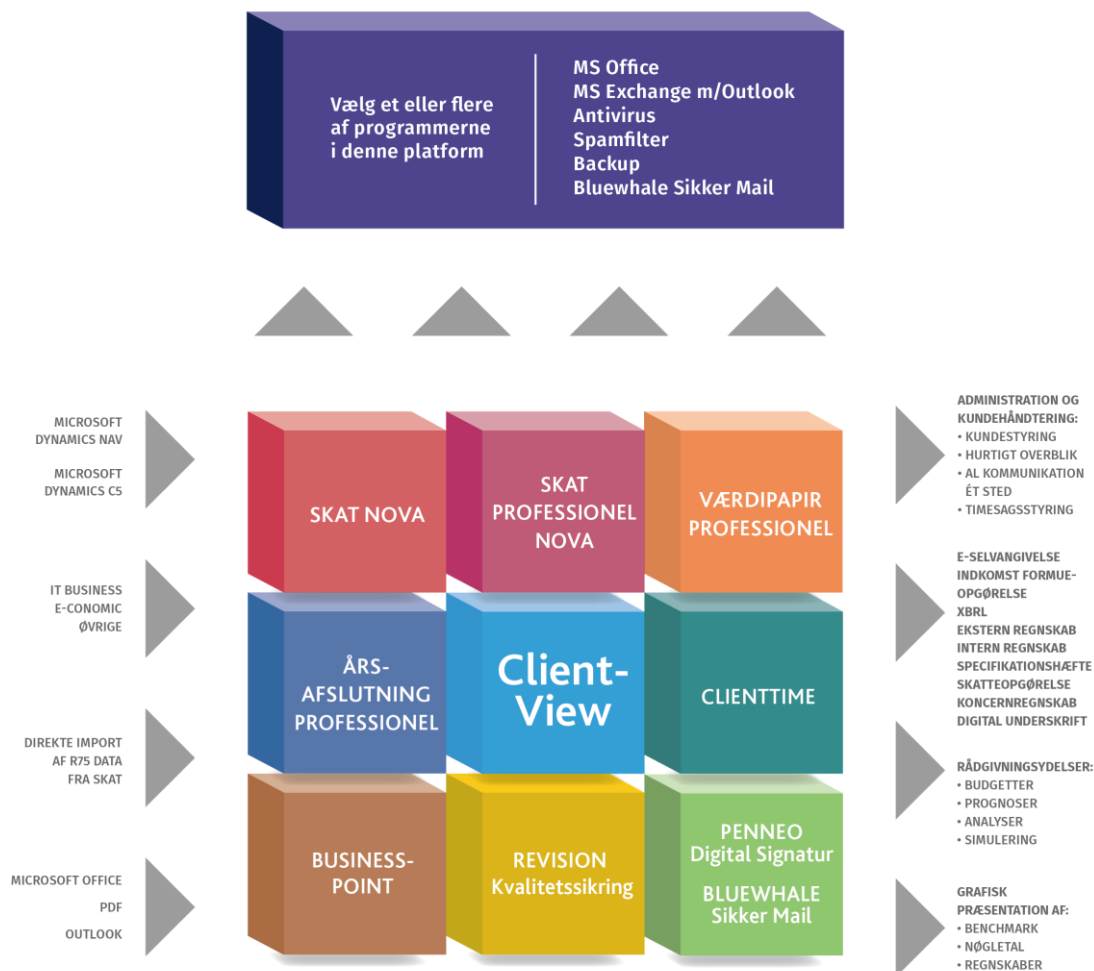 Vælg et eller flere
af programmerne
i denne platform
MS Office
MS Exchange m/Outlook
Antivirus
Spamfilter
Backup
Bluewhale Sikker Mail
MICROSOFT
DYNAMICS NAV
MICROSOFT
DYNAMICS C5
IT BUSINESS
E-CONOMIC
ØVRIGE
DIREKTE IMPORT
AF R75 DATA
FRA SKAT
MICROSOFT OFFICE
PDF
OUTLOOK
SKAT NOVA
SKAT
PROFESSIONEL
NOVA
VÆRDIPAPIR
PROFESSIONEL
ÅRS-
AFSLUTNING
PROFESSIONEL
Client-
View
CLIENTTIME
BUSINESS-
POINT
REVISION
Kvalitetssikring
PENNEO
Digital Signatur
BLUEWHALE
Sikker Mail
ADMINISTRATION OG
KUNDEHÅNDTERING:
• KUNDESTYRING
• HURTIGT OVERBLIK
• AL KOMMUNIKATION
ÉT STED
• TIMESAGSSTYRING
E-SELVANGIVELSE
INDKOMST FORMUE-
OPGØRELSE
XBRL
EKSTERN REGNSKAB
INTERN REGNSKAB
SPECIFIKATIONSHÆFTE
SKATTEOPGØRELSE
KONCERNREGNSKAB
DIGITAL UNDERSKRIFT
RÅDGIVNINGSYDELSER:
• BUDGETTER
• PROGNOSER
• ANALYSER
• SIMULERING
GRAFISK
PRÆSENTATION AF:
• BENCHMARK
• NØGLETAL
• REGNSKABER